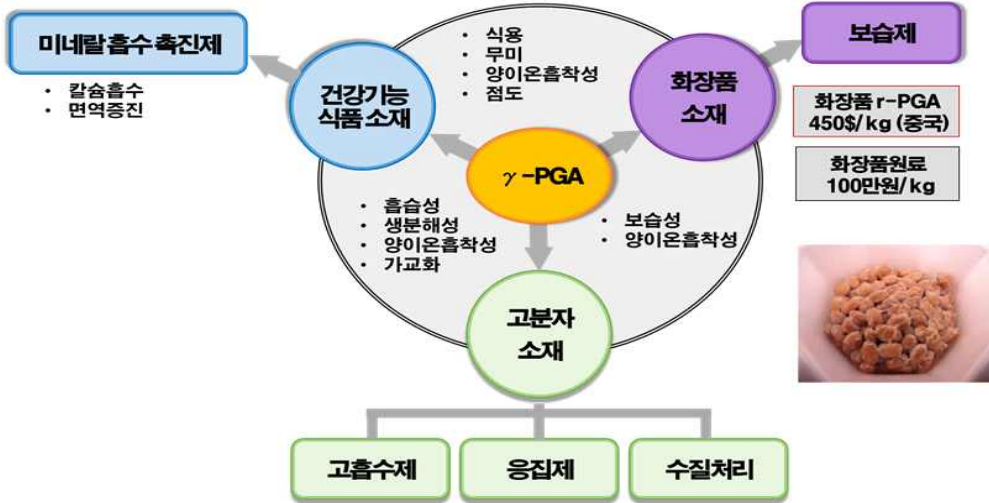 미네랄 흡수 촉진제
• 칼슘흡수
• 면역증진
건강기능
식품 소재
• 식용
• 무미
• 양이온흡착성
• 점도
화장품
소재
보습제
화장품 r-PGA
450$/kg (중국)
화장품원료
100만원/kg
γ-PGA
• 흡습성
• 생분해성
• 양이온흡착성
• 가교화
• 보습성
• 양이온흡착성
고분자
소재
고흡수제
응집제
수질처리